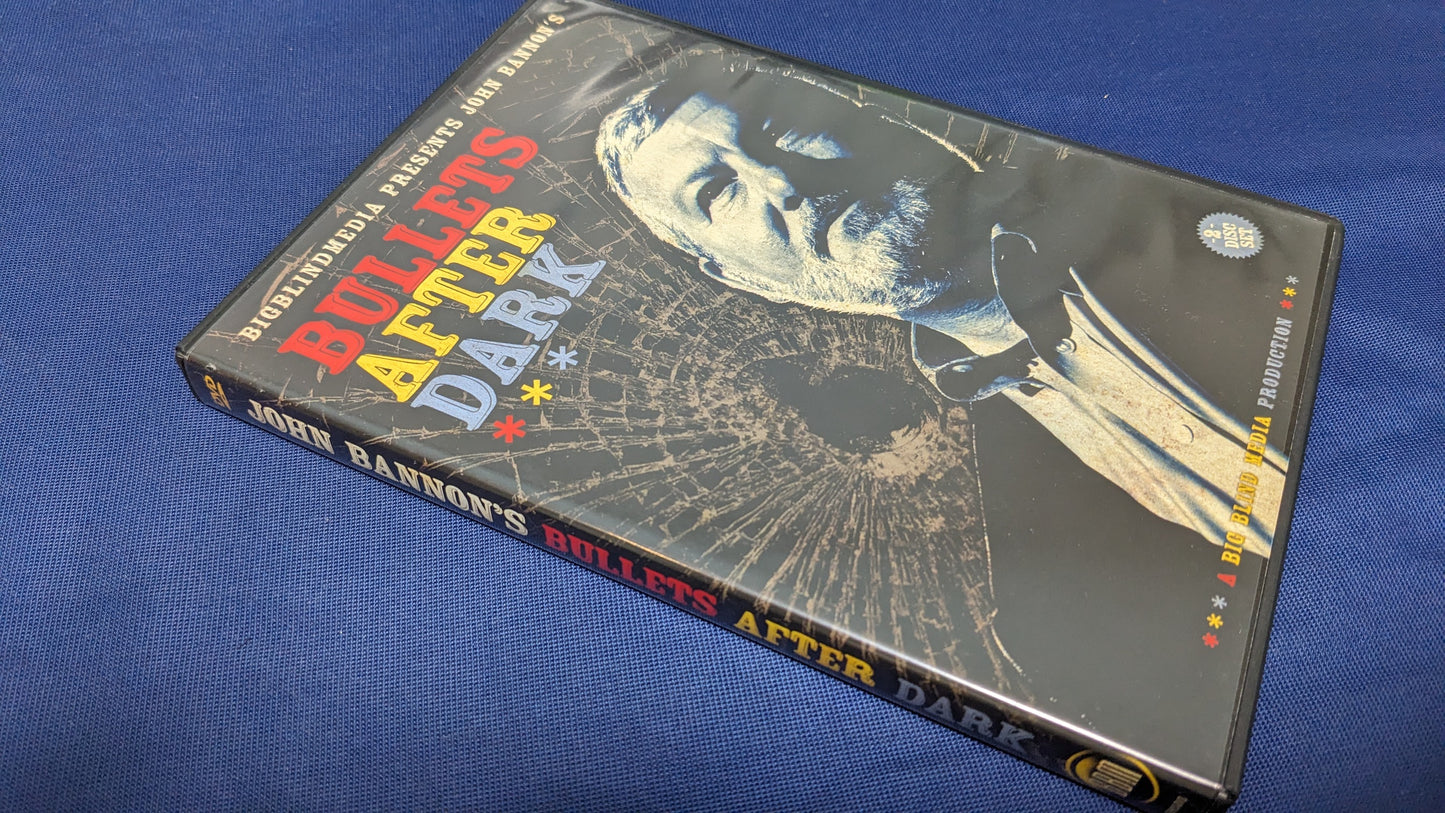 BIGBLINDMEDIA PRESENTS JOHN BANNON'S
BULLETS
AFTER
DARK
-2-
DISC
SET
A BIG BLIND MEDIA PRODUCTION
DVD
JOHN BANNON'S BULLETS AFTER DARK